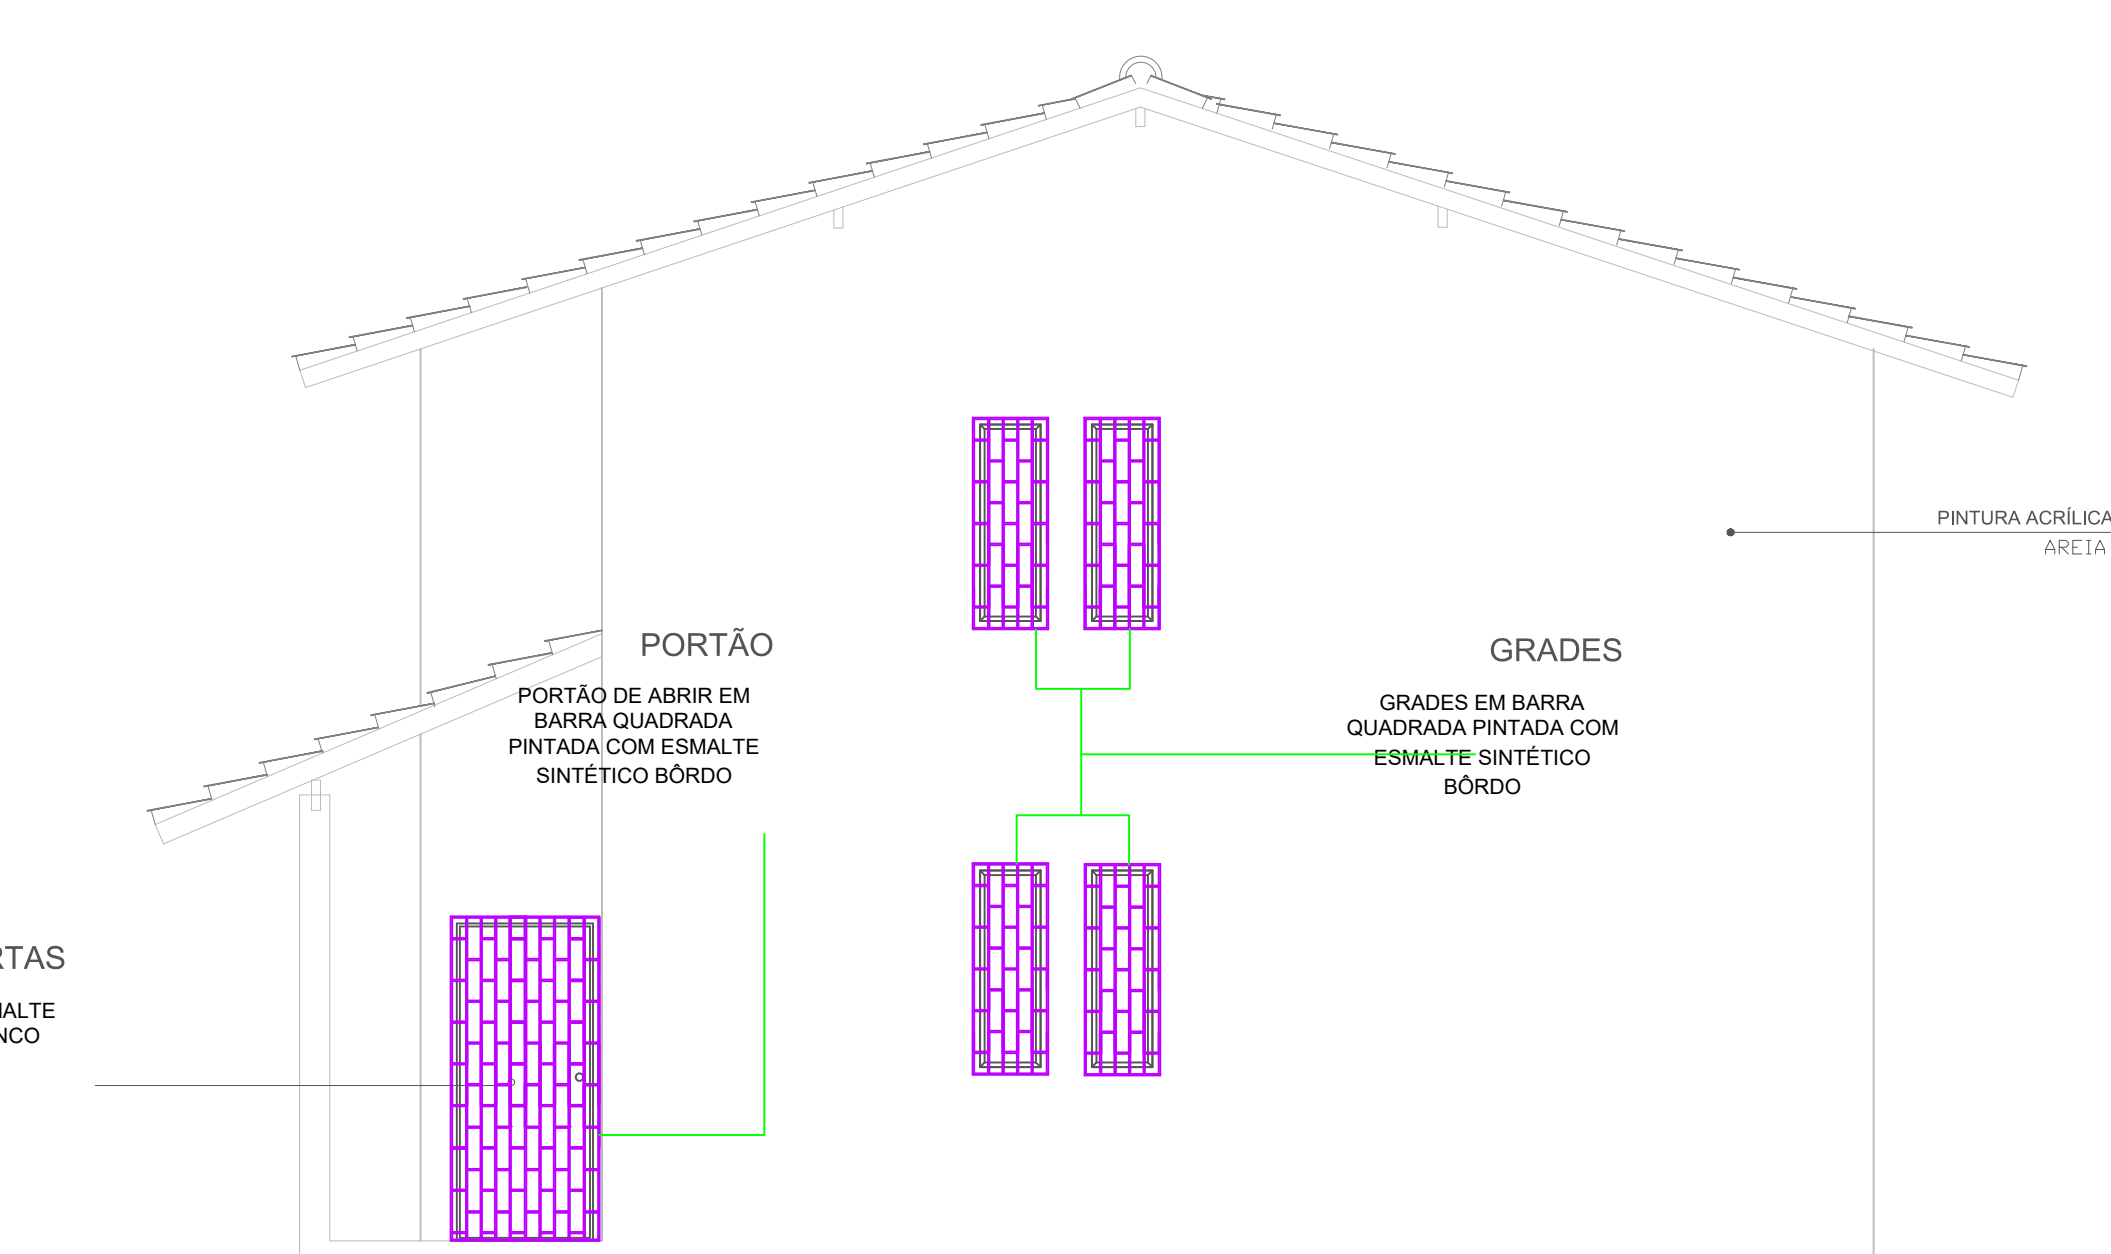 PINTURA ACRÍLICA
AREIA
PORTÃO
PORTÃO DE ABRIR EM
BARRA QUADRADA
PINTADA COM ESMALTE
SINTÉTICO BÔRDO
GRADES
GRADES EM BARRA
QUADRADA PINTADA COM
ESMALTE SINTÉTICO
BÔRDO
RTAS
MALTE
NCO